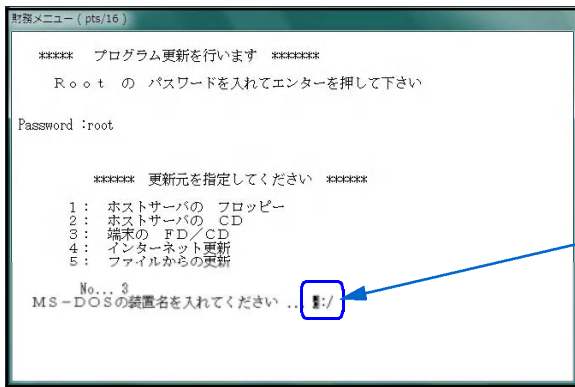 財務メニュー ( pts/16 )
***** プログラム更新を行います *******
Ｒｏｏｔ の パスワードを入れてエンターを押して下さい
Password :root
****** 更新元を指定してください ******
1： ホストサーバの フロッピー
2： ホストサーバの ＣＤ
3： 端末の ＦＤ／ＣＤ
4： インターネット更新
5： ファイルからの更新
No... 3
ＭＳ－ＤＯＳの装置名を入れてください ... :/